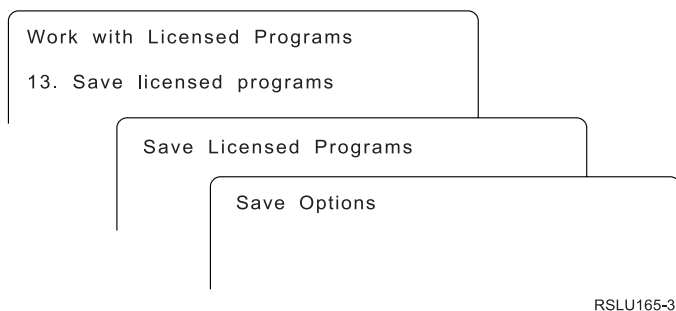 Work with Licensed Programs
13. Save licensed programs
Save Licensed Programs
Save Options
RSLU165-3